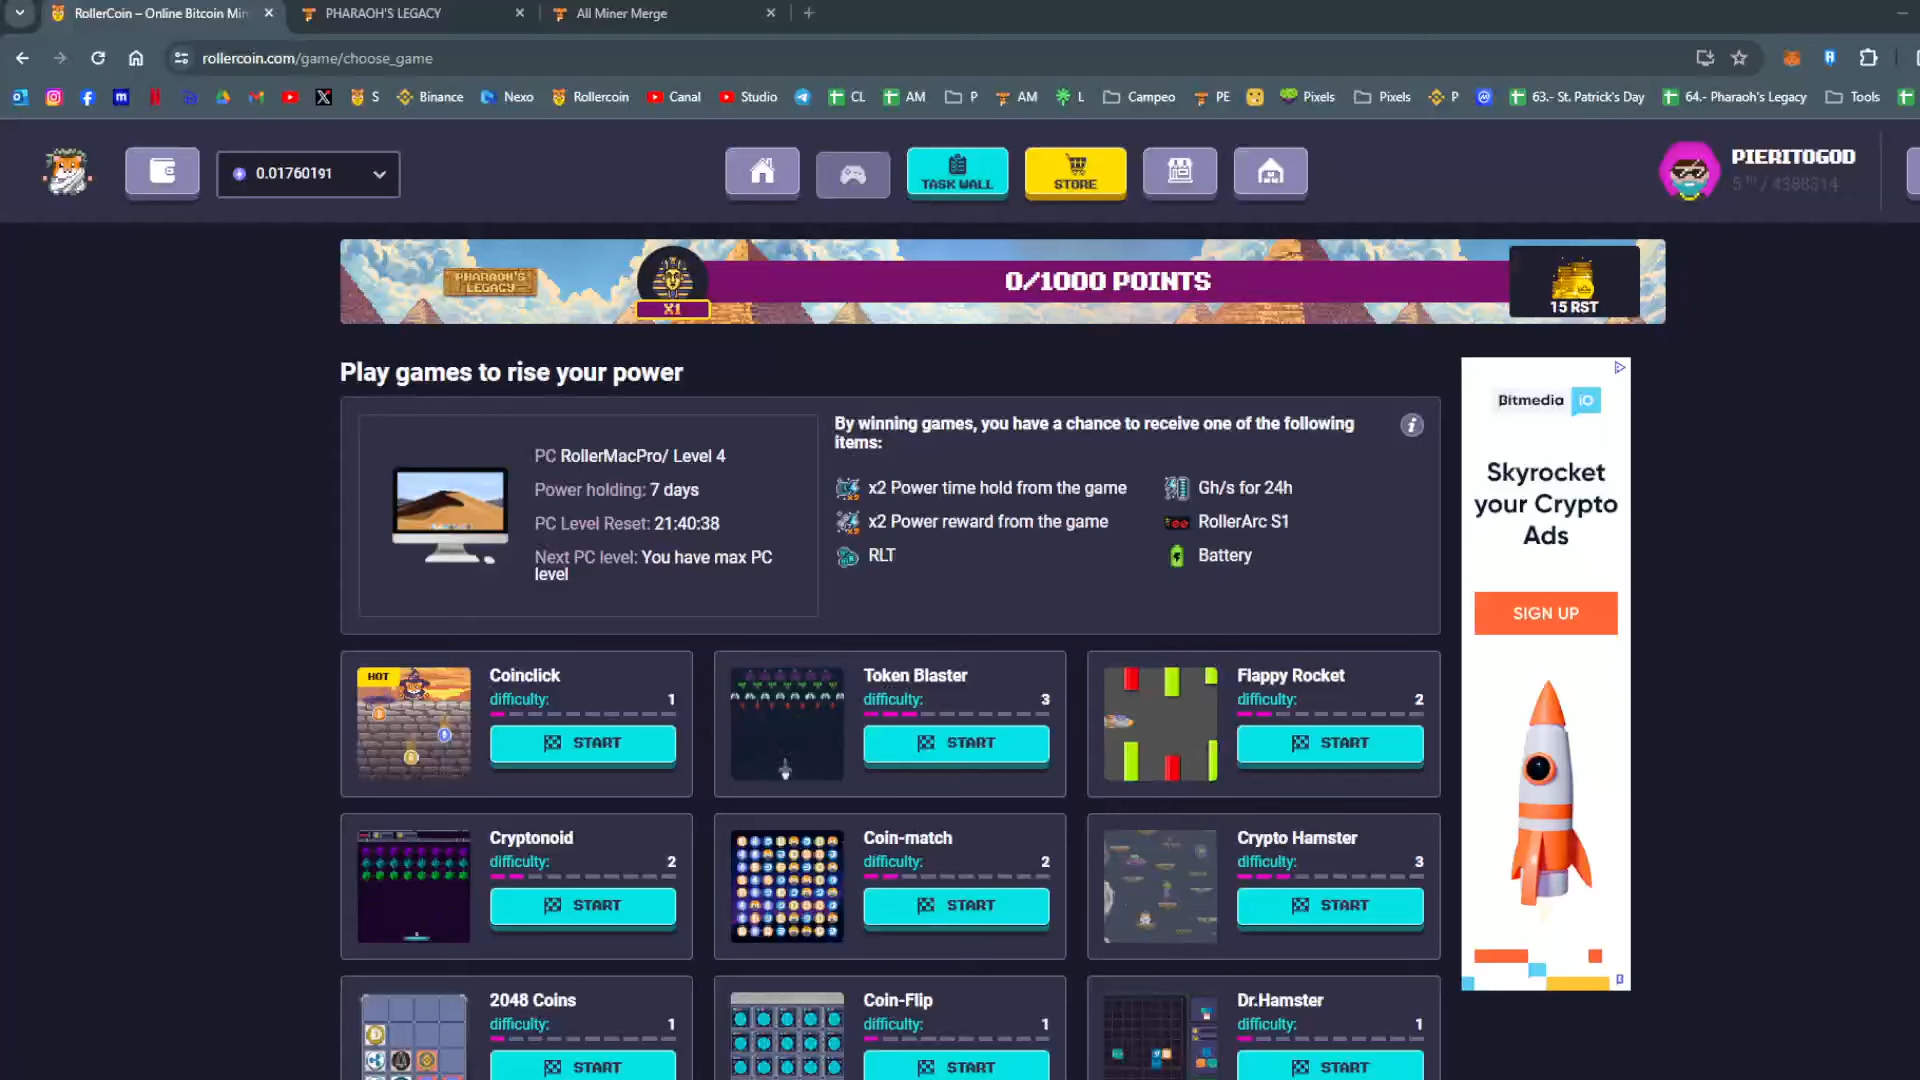 RollerCoin – Online Bitcoin Min
PHARAOH'S LEGACY
All Miner Merge
rollercoin.com/game/choose_game
S
Binance
Nexo
Rollercoin
Canal
Studio
CL
AM
P
AM
L
Campeo
PE
Pixels
Pixels
P
63.- St. Patrick's Day
64.- Pharaoh's Legacy
Tools
0.01760191
TASK WALL
STORE
PIERITOGOD
5 th / 4388314
PHARAOH'S
LEGACY
X1
0/1000 POINTS
15 RST
Play games to rise your power
PC RollerMacPro/ Level 4
Power holding: 7 days
PC Level Reset: 21:40:38
Next PC level: You have max PC
level
By winning games, you have a chance to receive one of the following
items:
x2 Power time hold from the game
Gh/s for 24h
x2 Power reward from the game
RollerArc S1
RLT
Battery
Bitmedia iO
Skyrocket
your Crypto
Ads
SIGN UP
HOT
Coinclick
difficulty: 1
START
Token Blaster
difficulty: 3
START
Flappy Rocket
difficulty: 2
START
Cryptonoid
difficulty: 2
START
Coin-match
difficulty: 2
START
Crypto Hamster
difficulty: 3
START
2048 Coins
difficulty: 1
START
Coin-Flip
difficulty: 1
START
Dr.Hamster
difficulty: 1
START